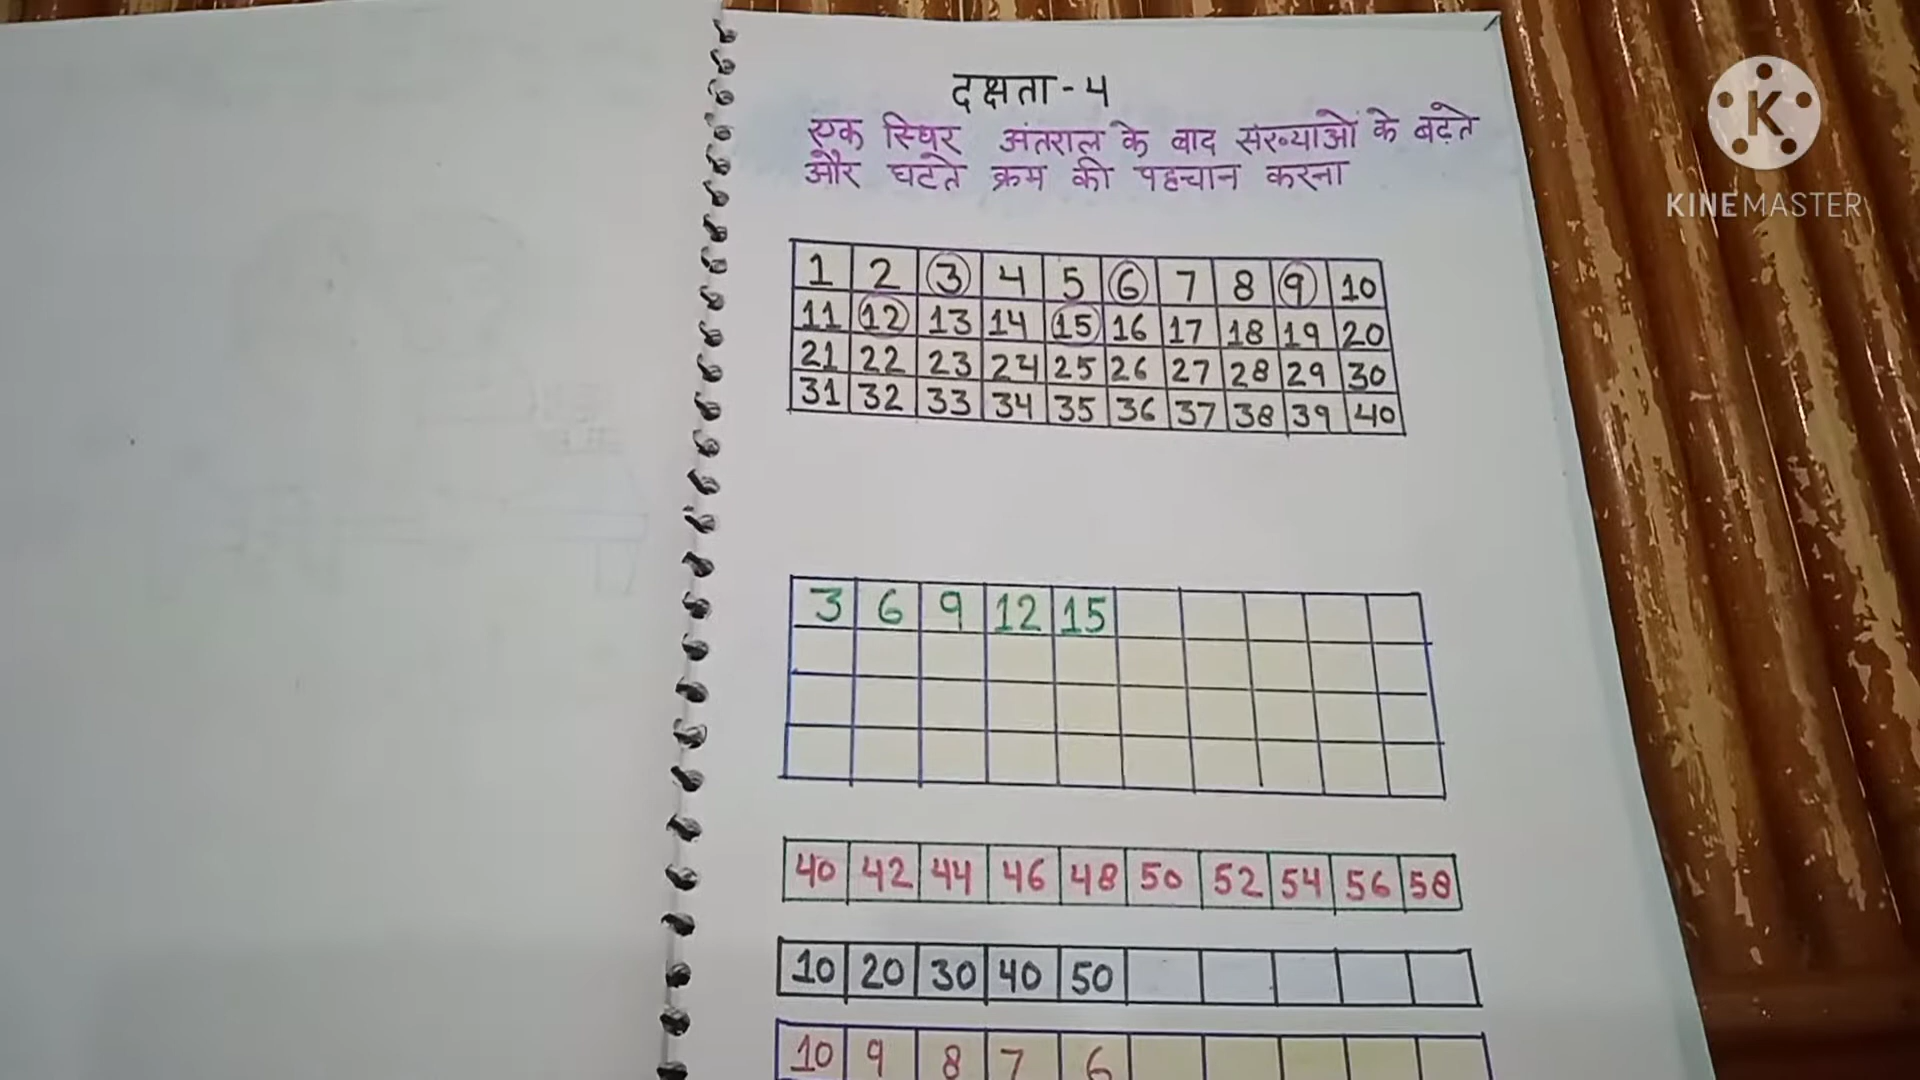 दक्षता - 4
एक स्थिर अंतराल के बाद संख्याओं के बढ़ते
और घटते क्रम की पहचान करना
K
KINEMASTER
1 2 3 4 5 6 7 8 9 10
11 12 13 14 15 16 17 18 19 20
21 22 23 24 25 26 27 28 29 30
31 32 33 34 35 36 37 38 39 40
3 6 9 12 15
40 42 44 46 48 50 52 54 56 58
10 20 30 40 50
10 9 8 7 6